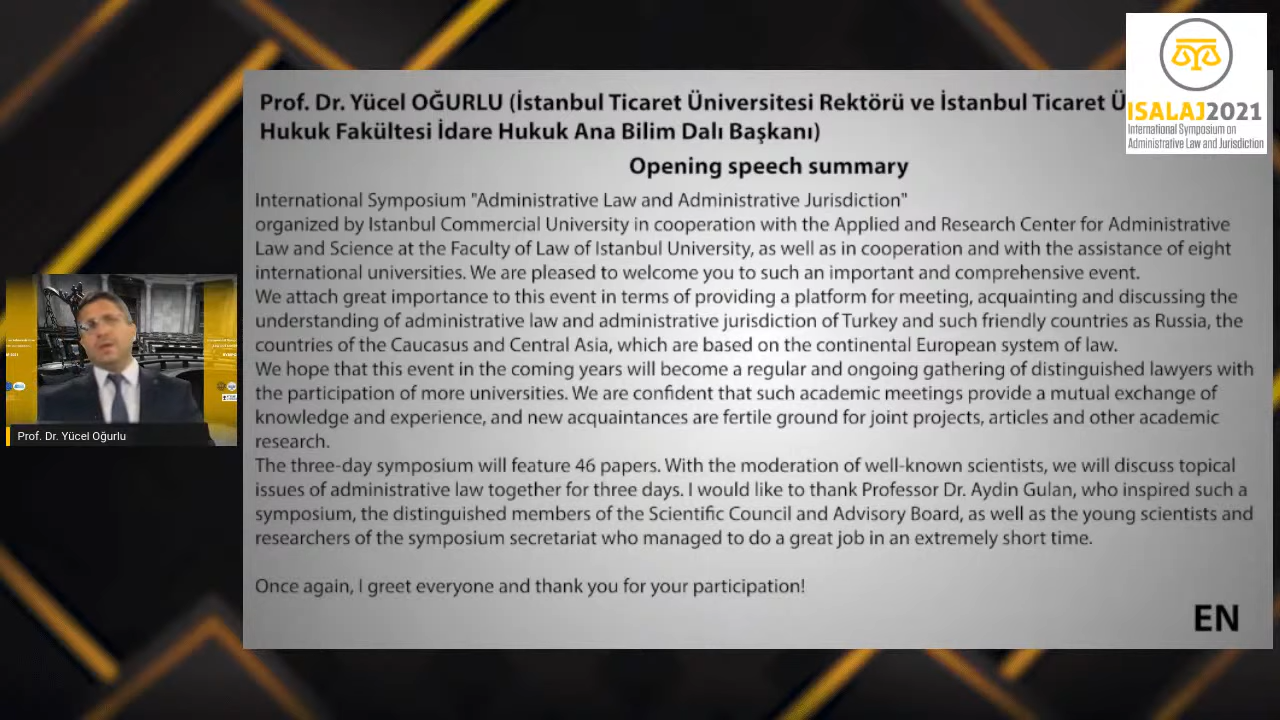 Prof. Dr. Yücel OĞURLU (İstanbul Ticaret Üniversitesi Rektörü ve İstanbul Ticaret Ü
Hukuk Fakültesi İdare Hukuk Ana Bilim Dalı Başkanı)
ISALAJ2021
International Symposium on
Administrative Law and Jurisdiction
Opening speech summary
International Symposium "Administrative Law and Administrative Jurisdiction"
organized by Istanbul Commercial University in cooperation with the Applied and Research Center for Administrative
Law and Science at the Faculty of Law of Istanbul University, as well as in cooperation and with the assistance of eight
international universities. We are pleased to welcome you to such an important and comprehensive event.
We attach great importance to this event in terms of providing a platform for meeting, acquainting and discussing the
understanding of administrative law and administrative jurisdiction of Turkey and such friendly countries as Russia, the
countries of the Caucasus and Central Asia, which are based on the continental European system of law.
We hope that this event in the coming years will become a regular and ongoing gathering of distinguished lawyers with
the participation of more universities. We are confident that such academic meetings provide a mutual exchange of
knowledge and experience, and new acquaintances are fertile ground for joint projects, articles and other academic
research.
The three-day symposium will feature 46 papers. With the moderation of well-known scientists, we will discuss topical
issues of administrative law together for three days. I would like to thank Professor Dr. Aydin Gulan, who inspired such a
symposium, the distinguished members of the Scientific Council and Advisory Board, as well as the young scientists and
researchers of the symposium secretariat who managed to do a great job in an extremely short time.
Once again, I greet everyone and thank you for your participation!
EN
Prof. Dr. Yücel Oğurlu